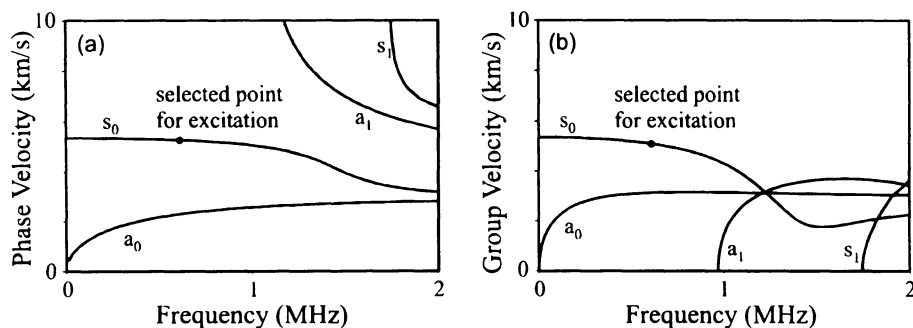 (a)
10
0
Phase Velocity (km/s)
s₀
selected point
for excitation
a₀
a₁
s₁
0
1
2
Frequency (MHz)
(b)
10
0
Group Velocity (km/s)
s₀
selected point
for excitation
a₀
a₁
s₁
0
1
2
Frequency (MHz)